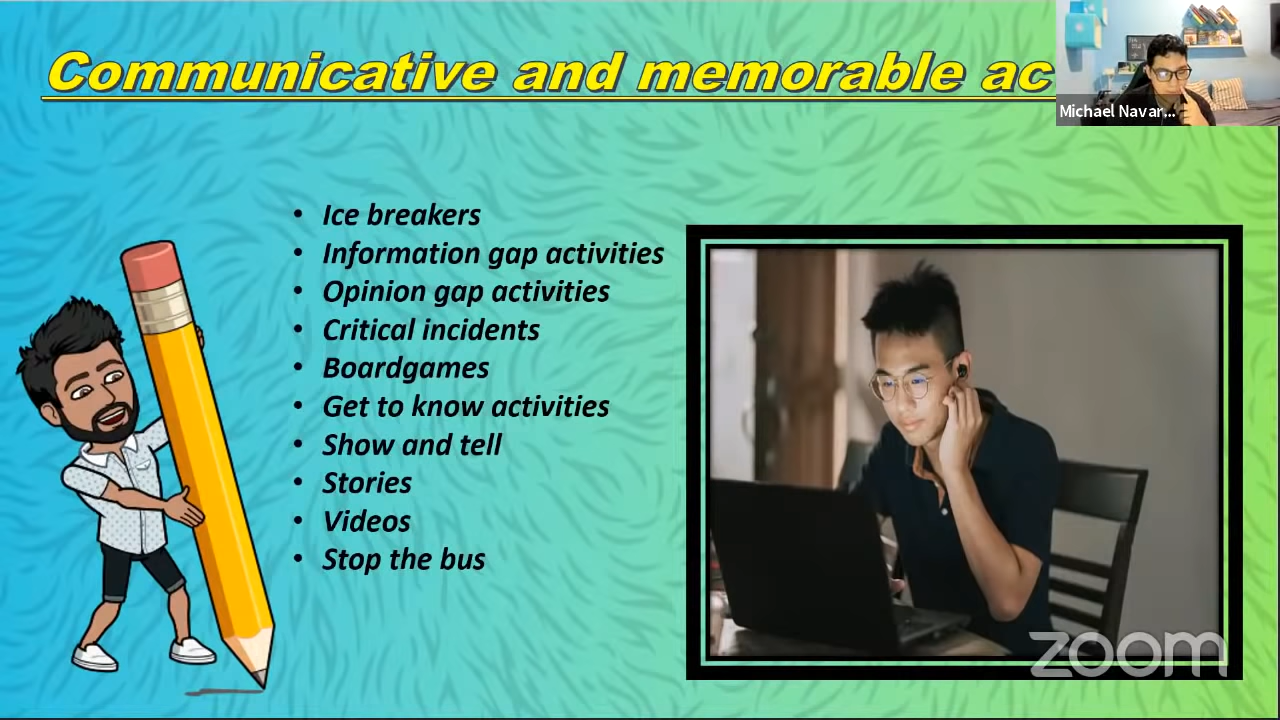 Communicative and memorable ac
Michael Navar...
• Ice breakers
• Information gap activities
• Opinion gap activities
• Critical incidents
• Boardgames
• Get to know activities
• Show and tell
• Stories
• Videos
• Stop the bus
zoom